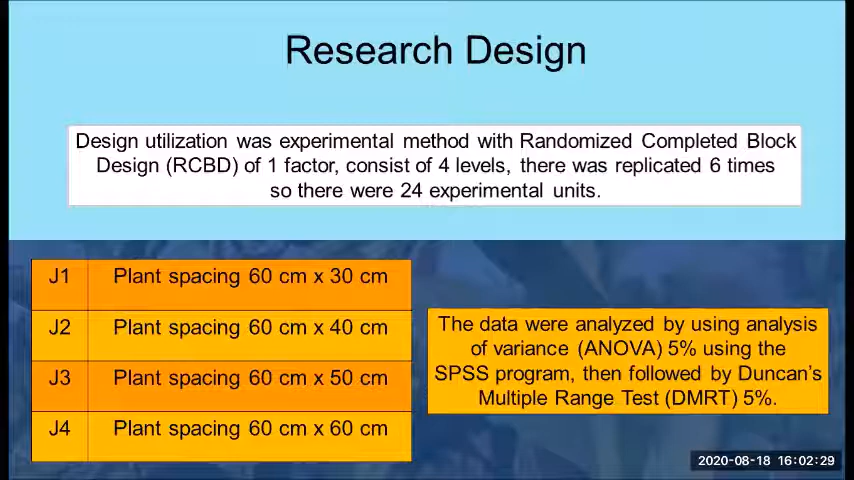 Research Design
Design utilization was experimental method with Randomized Completed Block
Design (RCBD) of 1 factor, consist of 4 levels, there was replicated 6 times
so there were 24 experimental units.
J1 Plant spacing 60 cm x 30 cm
J2 Plant spacing 60 cm x 40 cm
J3 Plant spacing 60 cm x 50 cm
J4 Plant spacing 60 cm x 60 cm
The data were analyzed by using analysis
of variance (ANOVA) 5% using the
SPSS program, then followed by Duncan's
Multiple Range Test (DMRT) 5%.
2020-08-18 16:02:29